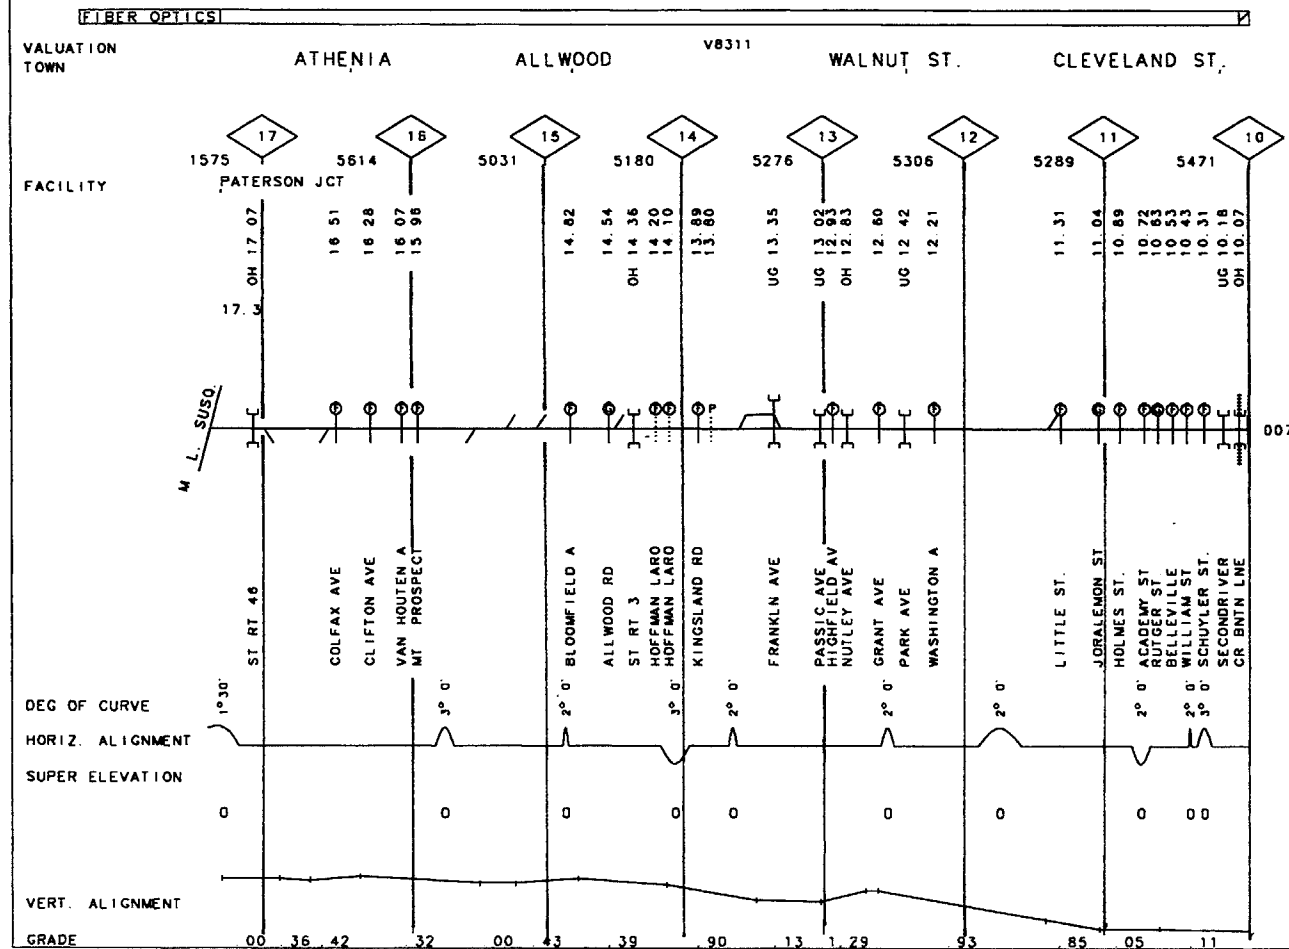 FIBER OPTICS
VALUATION V8311
TOWN ATHENIA ALLWOOD WALNUT ST. CLEVELAND ST.
17 16 15 14 13 12 11 10
1575 5614 5031 5180 5276 5306 5289 5471
FACILITY PATERSON JCT
OH 17 07
16 51
16 28
16 07
15 98
14.82
14.54
OH 14 36
14 20
14 10
13.89
13.80
UG 13.35
UG 13 02
12.93
OH 12.83
12.60
UG 12 42
12.21
11.31
11.04
10.89
10.72
10.63
10.53
10.43
10.31
UG 10.18
OH 10.07
17.3
M L. SUSQ.
P
007
ST RT 46
COLFAX AVE
CLIFTON AVE
VAN HOUTEN A
MT PROSPECT
BLOOMFIELD A
ALLWOOD RD
ST RT 3
HOFFMAN LARO
HOFFMAN LARO
KINGSLAND RD
FRANKLN AVE
PASSIC AVE
HIGHFIELD AV
NUTLEY AVE
GRANT AVE
PARK AVE
WASHINGTON A
LITTLE ST.
JORALEMON ST
HOLMES ST.
ACADEMY ST
RUTGER ST.
BELLEVILLE
WILLIAM ST
SCHUYLER ST.
SECONDRIVER
CR BNTN LNE
DEG OF CURVE 1°30' 3° 0' 2° 0' 3° 0' 2° 0' 2° 0' 2° 0' 2° 0' 2° 0' 3° 0'
HORIZ. ALIGNMENT
SUPER ELEVATION
0 0 0 0 0 0 0 0 0 0
VERT. ALIGNMENT
GRADE 00 36 42 32 00 43 39 90 13 1.29 93 85 05 11